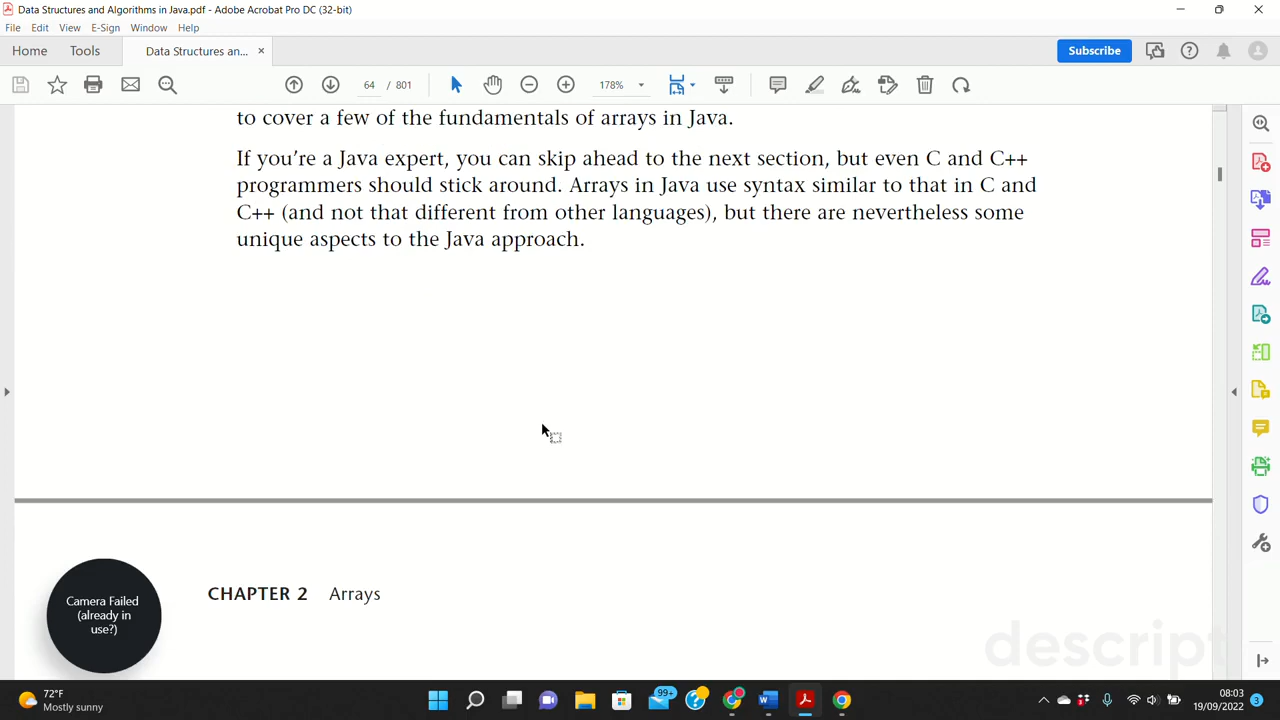 Data Structures and Algorithms in Java.pdf - Adobe Acrobat Pro DC (32-bit)
File Edit View E-Sign Window Help
Home Tools Data Structures an... × Subscribe
64 / 801 178%
to cover a few of the fundamentals of arrays in Java.
If you're a Java expert, you can skip ahead to the next section, but even C and C++
programmers should stick around. Arrays in Java use syntax similar to that in C and
C++ (and not that different from other languages), but there are nevertheless some
unique aspects to the Java approach.
CHAPTER 2 Arrays
Camera Failed
(already in
use?)
descript
72°F
Mostly sunny
99+
08:03
19/09/2022
3